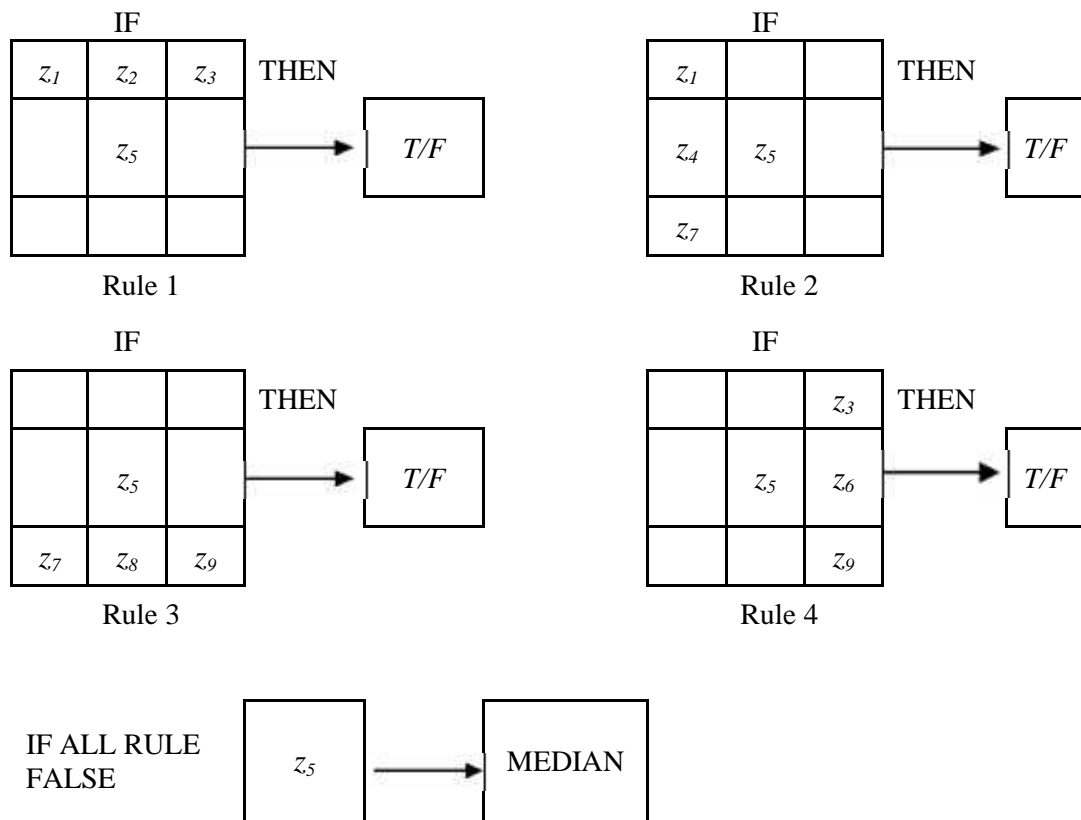 IF
z1 z2 z3 THEN
z5 T/F
Rule 1
IF
z1 THEN
z4 z5 T/F
z7
Rule 2
IF
THEN
z5 T/F
z7 z8 z9
Rule 3
IF
z3 THEN
z5 z6 T/F
z9
Rule 4
IF ALL RULE
FALSE
z5 MEDIAN